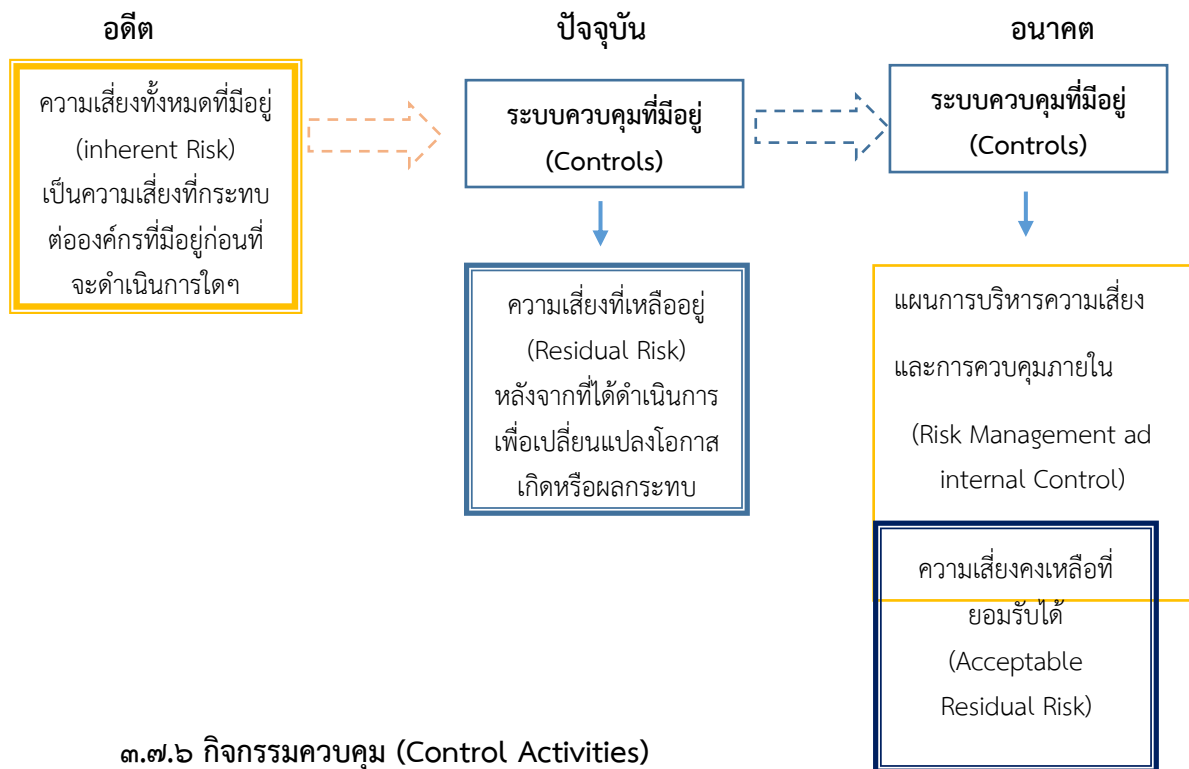 อดีต
ปัจจุบัน
อนาคต
ความเสี่ยงทั้งหมดที่มีอยู่
(inherent Risk)
เป็นความเสี่ยงที่กระทบ
ต่อองค์กรที่มีอยู่ก่อนที่
จะดำเนินการใดๆ
ระบบควบคุมที่มีอยู่
(Controls)
ระบบควบคุมที่มีอยู่
(Controls)
ความเสี่ยงที่เหลืออยู่
(Residual Risk)
หลังจากที่ได้ดำเนินการ
เพื่อเปลี่ยนแปลงโอกาส
เกิดหรือผลกระทบ
แผนการบริหารความเสี่ยง
และการควบคุมภายใน
(Risk Management ad
internal Control)
ความเสี่ยงคงเหลือที่
ยอมรับได้
(Acceptable
Residual Risk)
๓.๗.๖ กิจกรรมควบคุม (Control Activities)